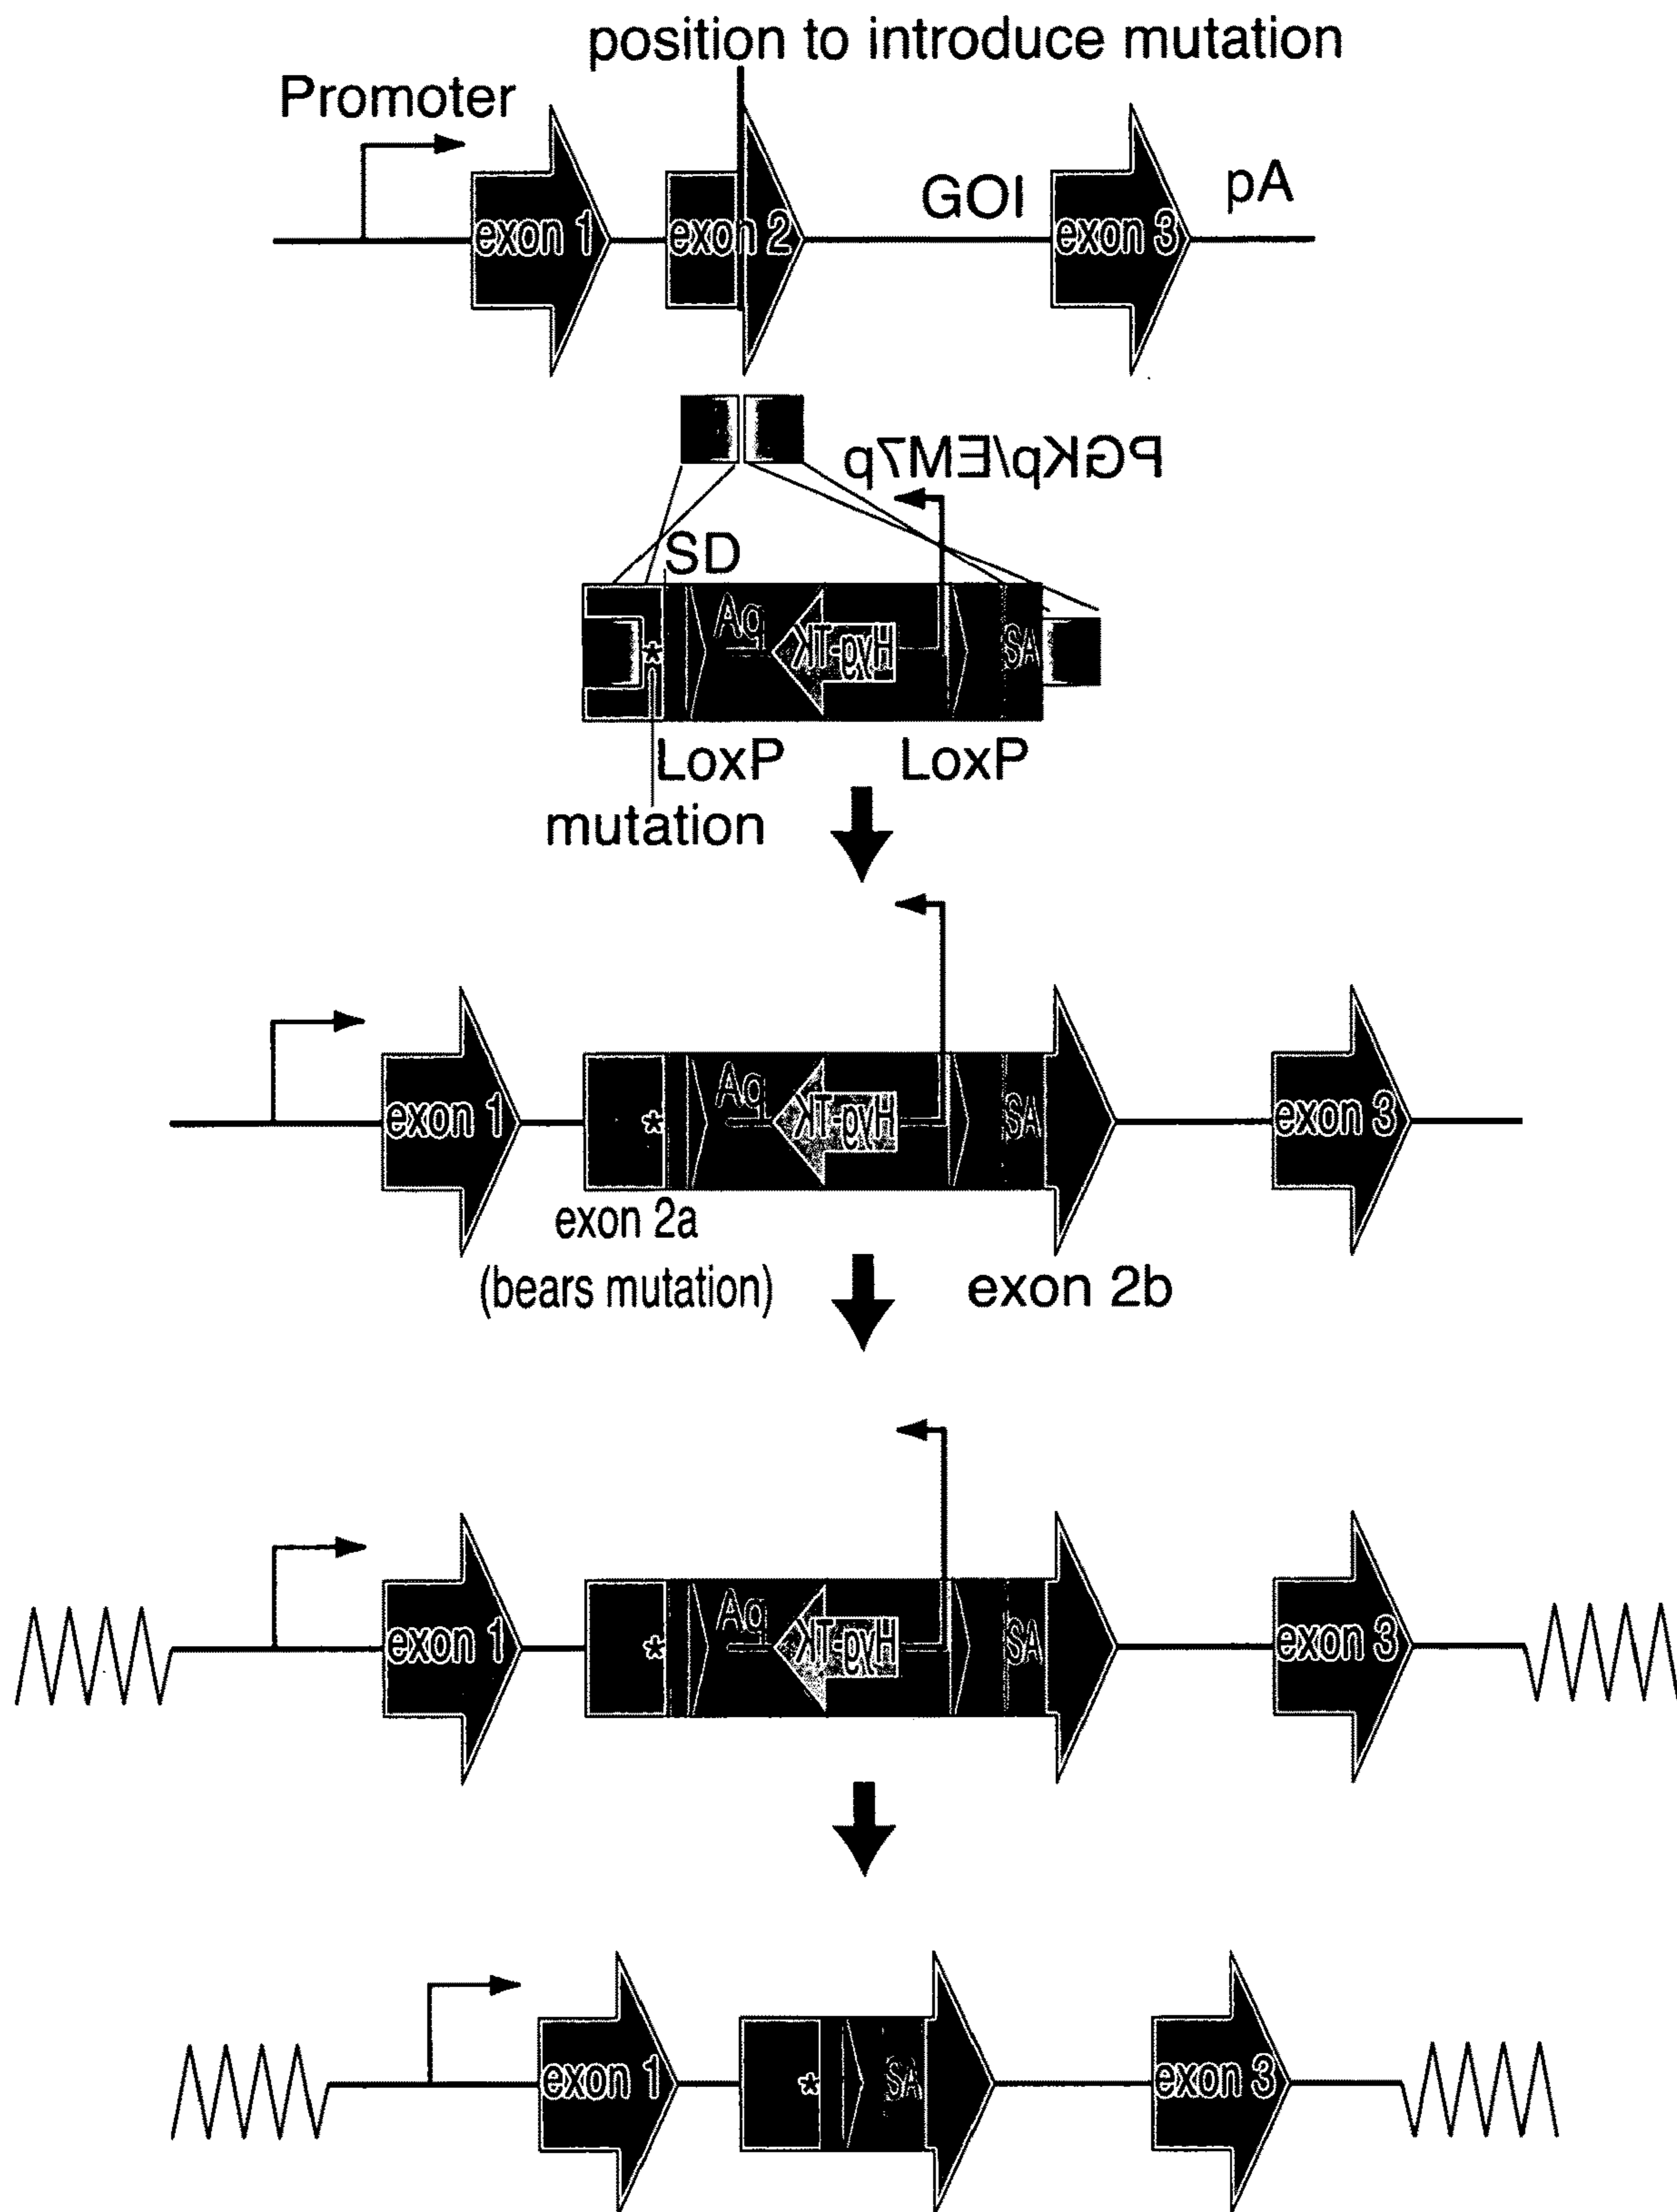 position to introduce mutation
Promoter
GOI
pA
exon 1
exon 2
exon 3
PGKp/EM7p
SD
pA
Hyg-TK
SA
*
LoxP
LoxP
mutation
exon 1
*
pA
Hyg-TK
SA
exon 3
exon 2a
(bears mutation)
exon 2b
exon 1
*
pA
Hyg-TK
SA
exon 3
exon 1
*
SA
exon 3